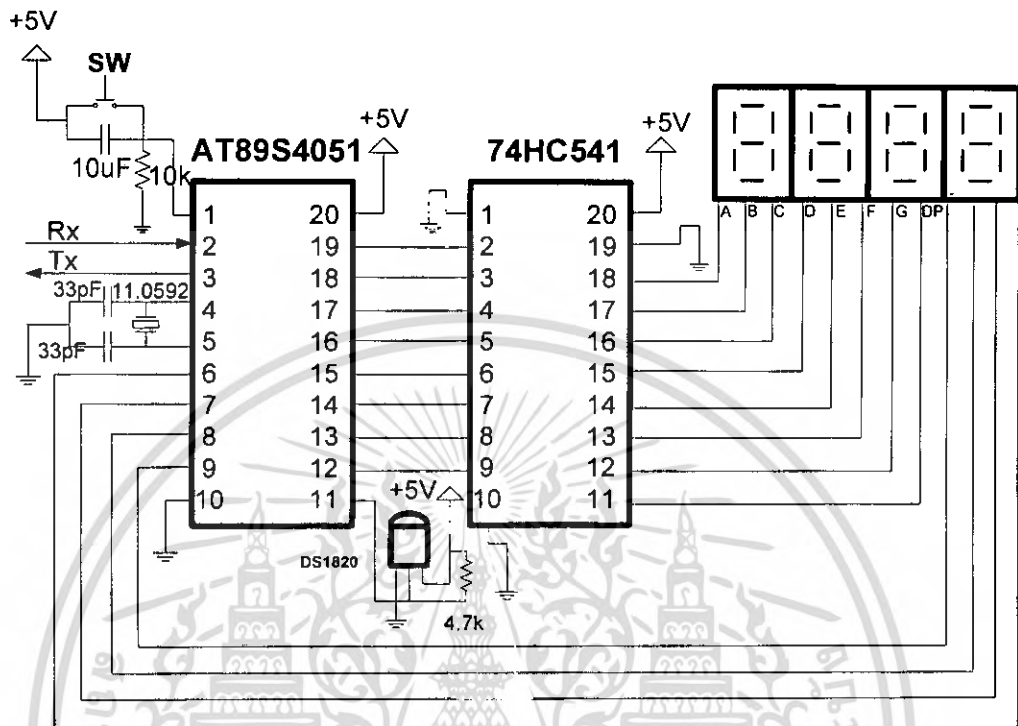 +5V
SW
10uF
10k
AT89S4051
+5V
74HC541
+5V
1 20
2 19
3 18
4 17
5 16
6 15
7 14
8 13
9 12
10 11
1 20
2 19
3 18
4 17
5 16
6 15
7 14
8 13
9 12
10 11
A B C D E F G DP
Rx
Tx
33pF
11.0592
33pF
+5V
DS1820
4.7k